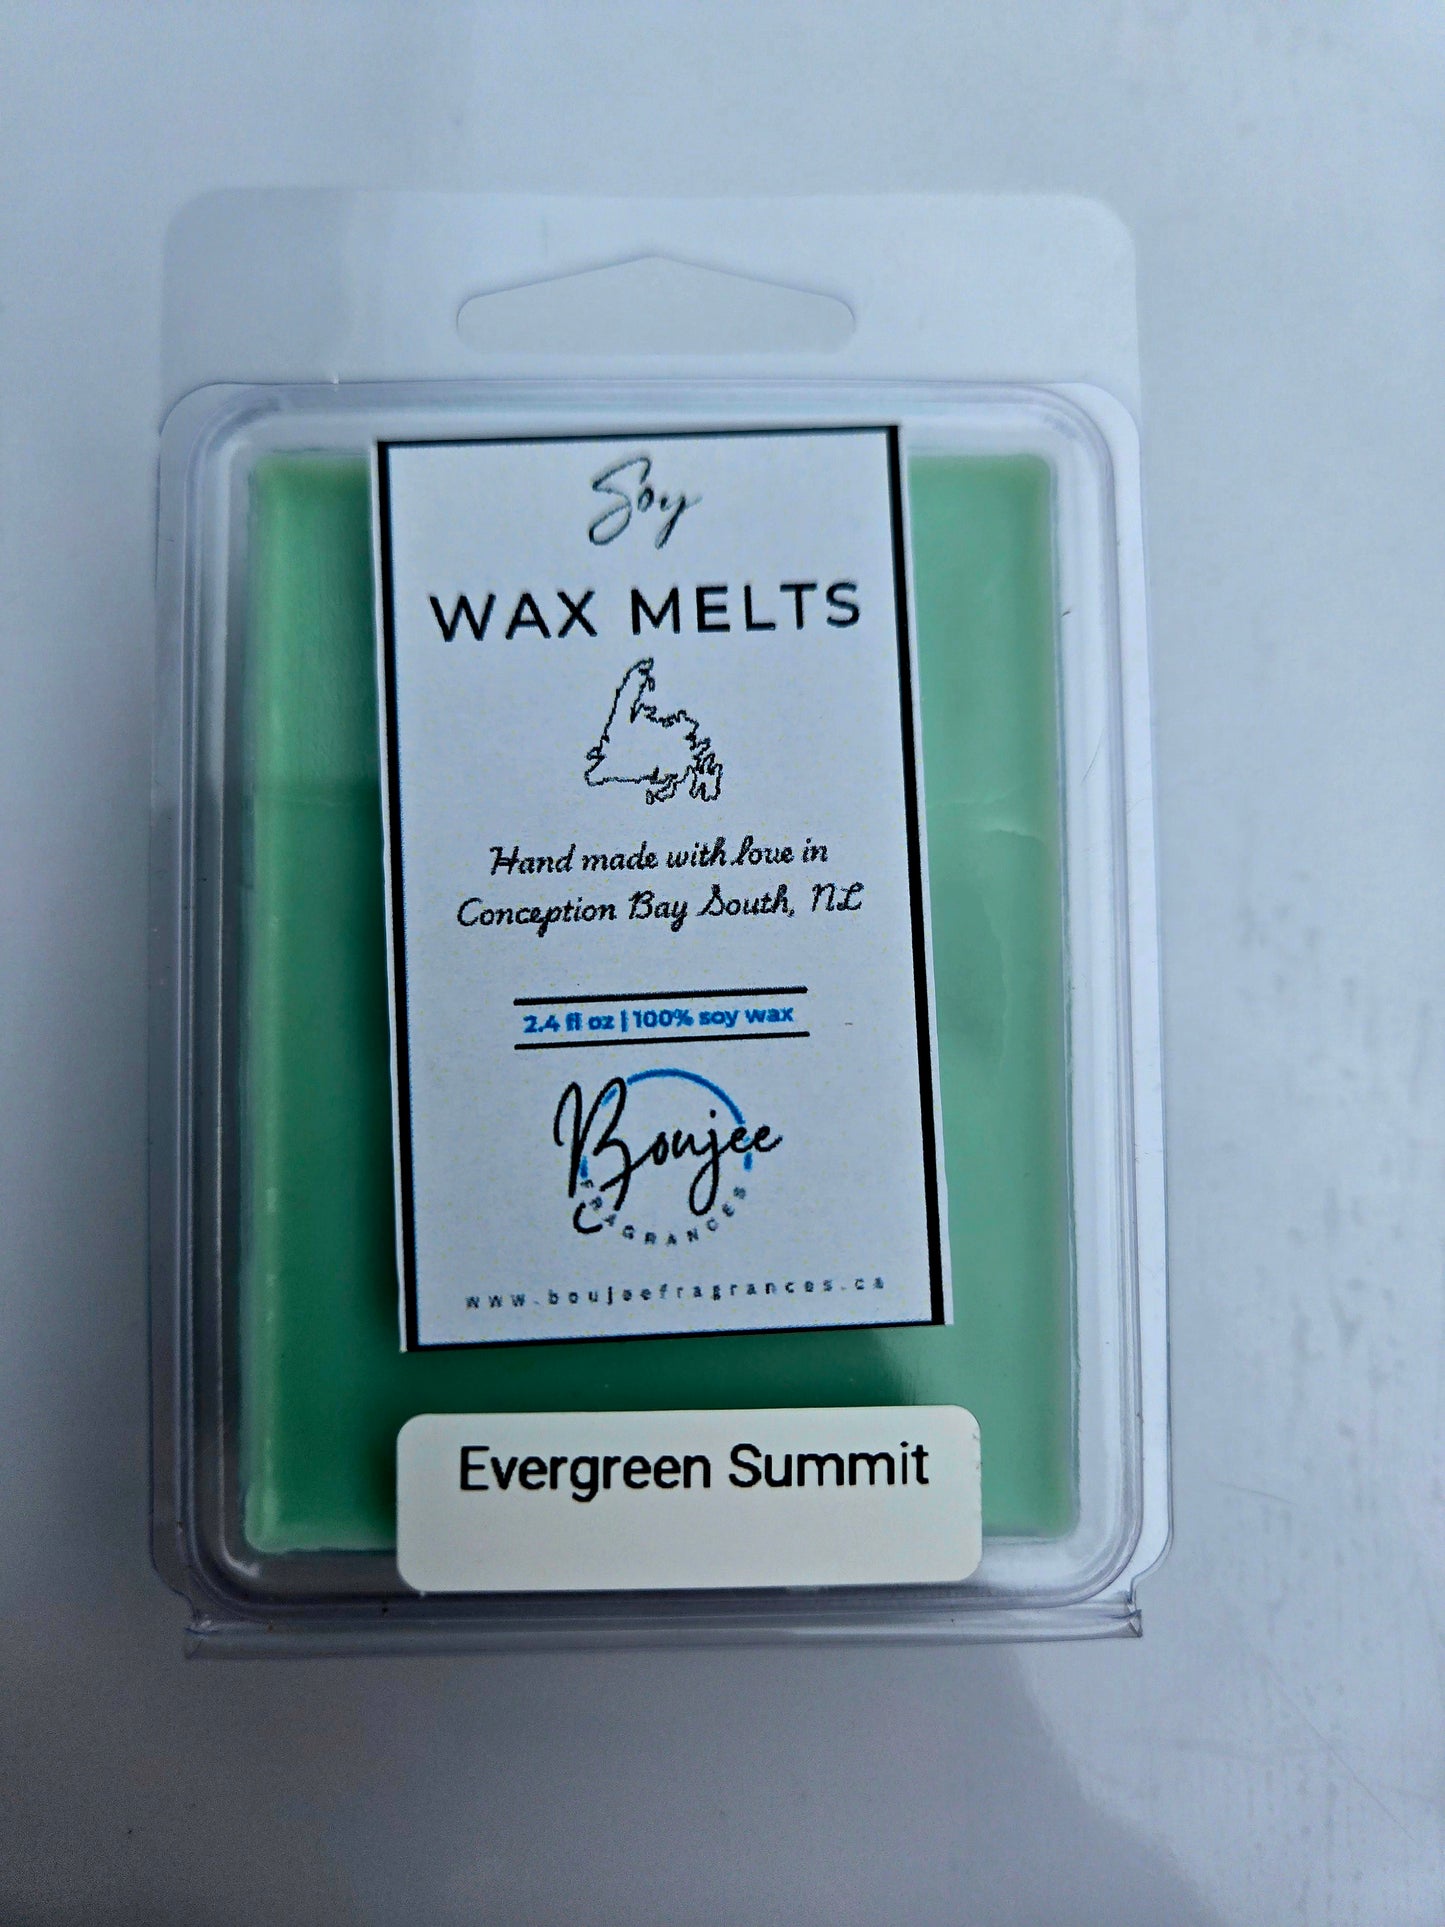 Soy
WAX MELTS
Hand made with love in
Conception Bay South, NL
2.4 fl oz | 100% soy wax
Boujee
FRAGRANCES
www.boujeefragrances.ca
Evergreen Summit